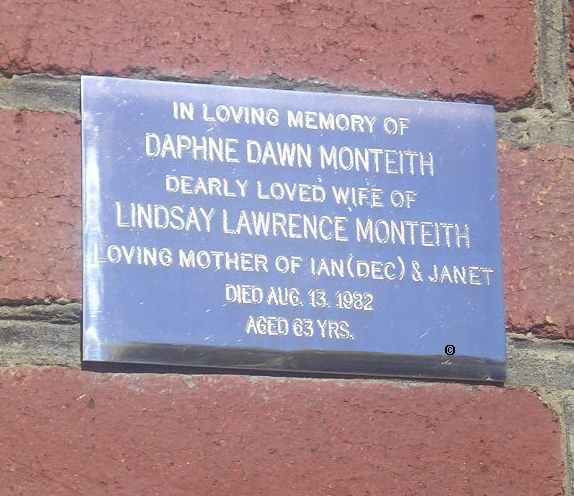 IN LOVING MEMORY OF
DAPHNE DAWN MONTEITH
DEARLY LOVED WIFE OF
LINDSAY LAWRENCE MONTEITH
LOVING MOTHER OF IAN(DEC) & JANET
DIED AUG. 13. 1982
AGED 63 YRS.
©